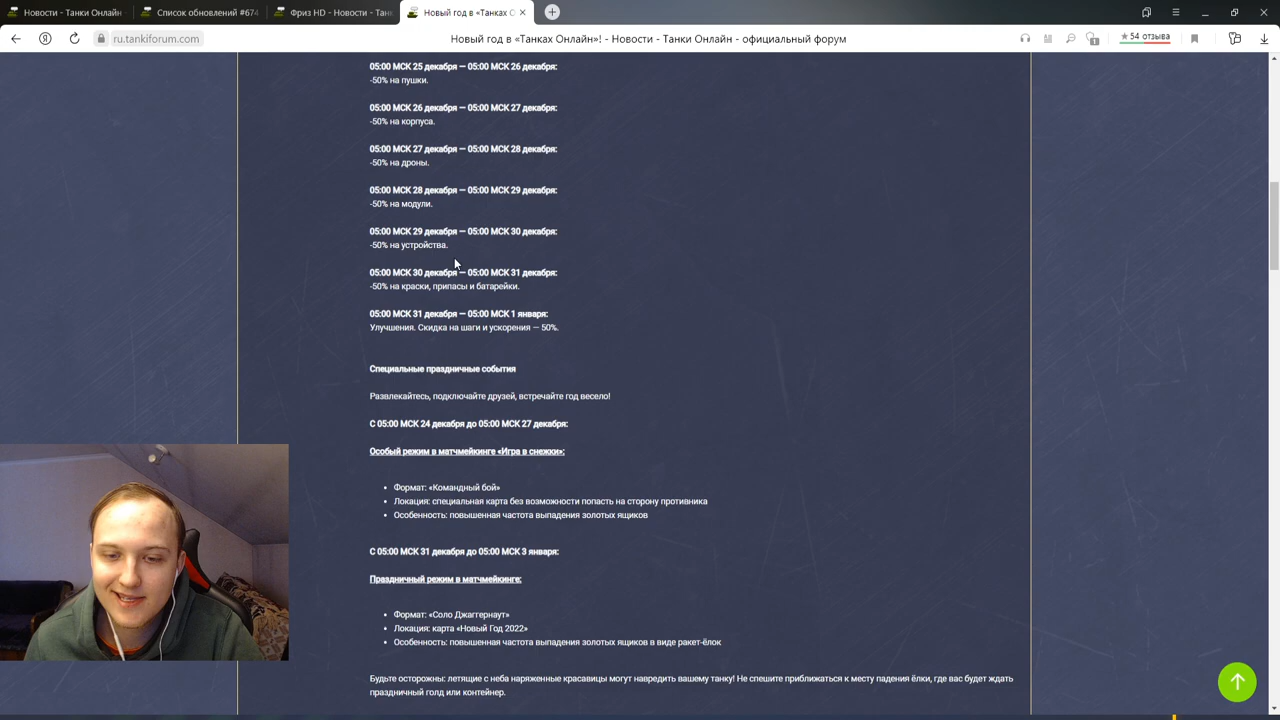 Новости - Танки Онлайн
Список обновлений #674
Фриз HD - Новости - Тан
Новый год в «Танках О
ru.tankiforum.com
Новый год в «Танках Онлайн»! - Новости - Танки Онлайн - официальный форум
★ 54 отзыва
05:00 МСК 25 декабря — 05:00 МСК 26 декабря:
-50% на пушки.
05:00 МСК 26 декабря — 05:00 МСК 27 декабря:
-50% на корпуса.
05:00 МСК 27 декабря — 05:00 МСК 28 декабря:
-50% на дроны.
05:00 МСК 28 декабря — 05:00 МСК 29 декабря:
-50% на модули.
05:00 МСК 29 декабря — 05:00 МСК 30 декабря:
-50% на устройства.
05:00 МСК 30 декабря — 05:00 МСК 31 декабря:
-50% на краски, припасы и батарейки.
05:00 МСК 31 декабря — 05:00 МСК 1 января:
Улучшения. Скидка на шаги и ускорения — 50%.
Специальные праздничные события
Развлекайтесь, подключайте друзей, встречайте год весело!
С 05:00 МСК 24 декабря до 05:00 МСК 27 декабря:
Особый режим в матчмейкинге «Игра в снежки»:
• Формат: «Командный бой»
• Локация: специальная карта без возможности попасть на сторону противника
• Особенность: повышенная частота выпадения золотых ящиков
С 05:00 МСК 31 декабря до 05:00 МСК 3 января:
Праздничный режим в матчмейкинге:
• Формат: «Соло Джаггернаут»
• Локация: карта «Новый Год 2022»
• Особенность: повышенная частота выпадения золотых ящиков в виде ракет-ёлок
Будьте осторожны: летящие с неба наряженные красавицы могут навредить вашему танку! Не спешите приближаться к месту падения ёлки, где вас будет ждать
праздничный голд или контейнер.